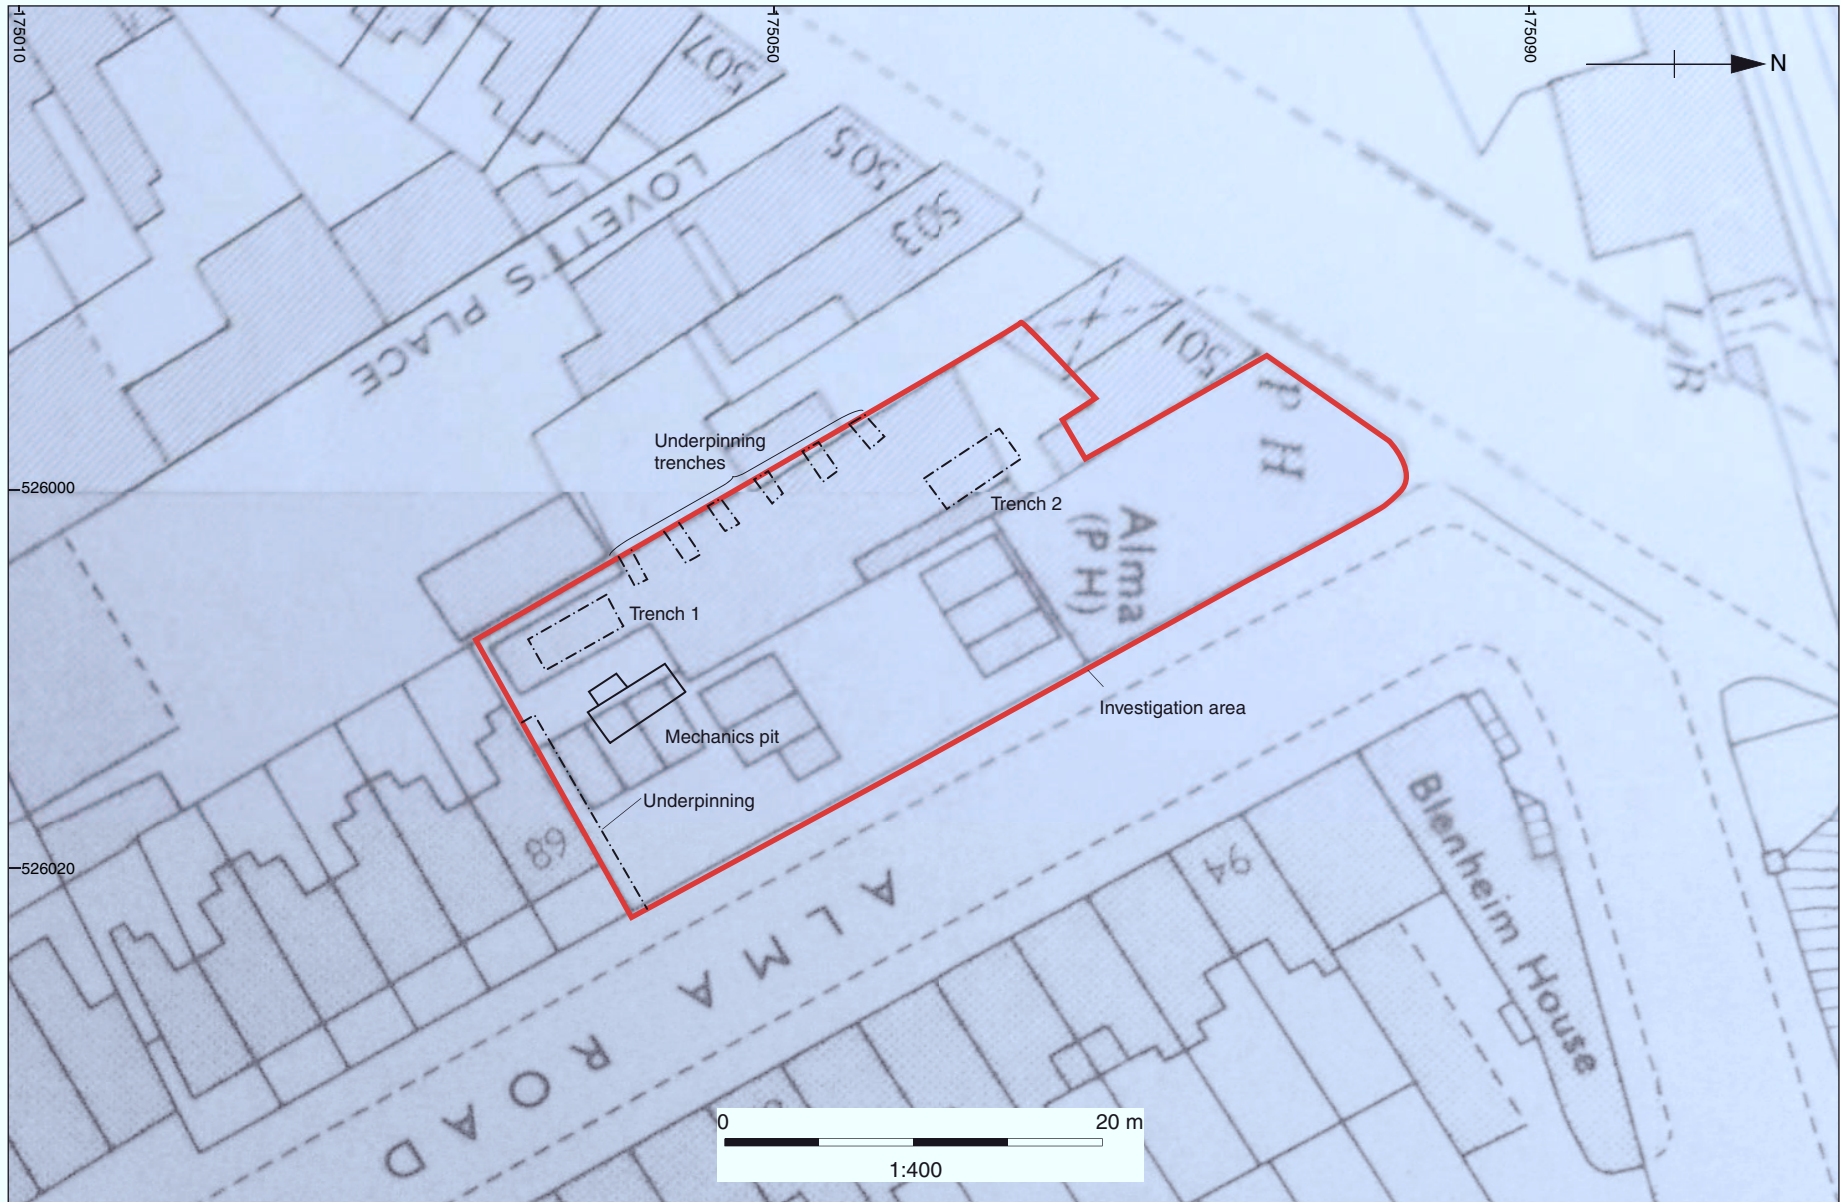 175010
175050
175090
N
507
505
503
501
LOVETT'S PLACE
P H
Underpinning
trenches
526000
Trench 2
Alma
(P H)
Trench 1
Investigation area
Mechanics pit
Underpinning
68
526020
94
Blenheim House
ALMA ROAD
0 20 m
1:400